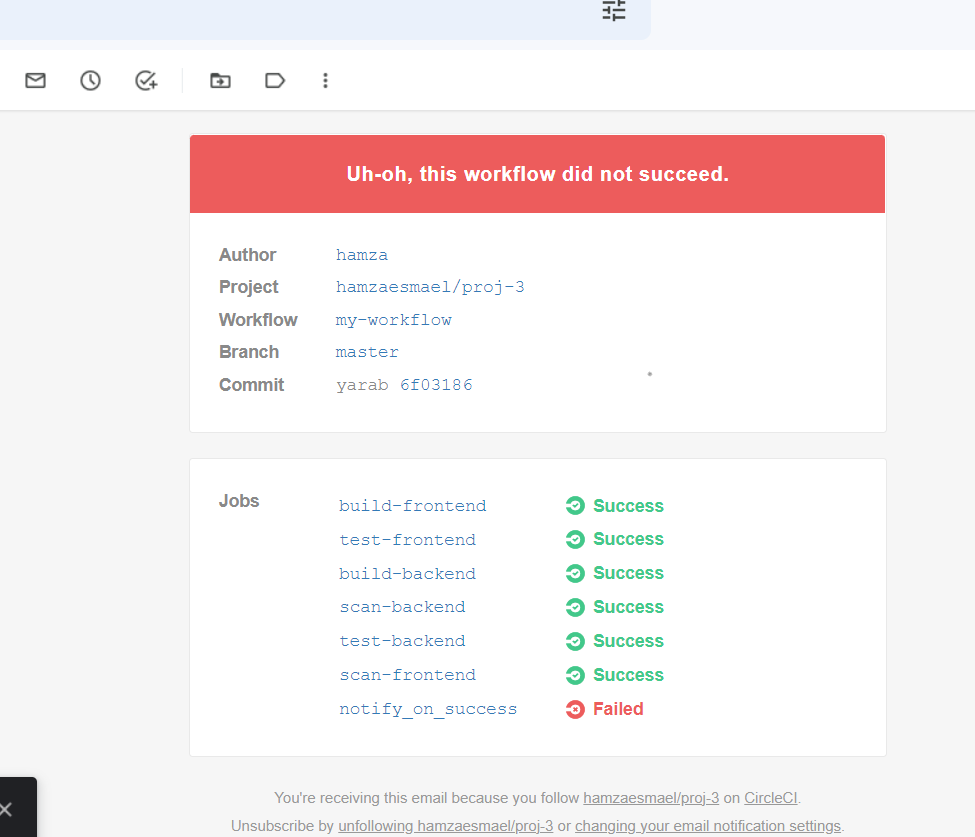 Uh-oh, this workflow did not succeed.
Author hamza
Project hamzaesmael/proj-3
Workflow my-workflow
Branch master
Commit yarab 6f03186
Jobs build-frontend Success
test-frontend Success
build-backend Success
scan-backend Success
test-backend Success
scan-frontend Success
notify_on_success Failed
You're receiving this email because you follow hamzaesmael/proj-3 on CircleCI.
Unsubscribe by unfollowing hamzaesmael/proj-3 or changing your email notification settings.